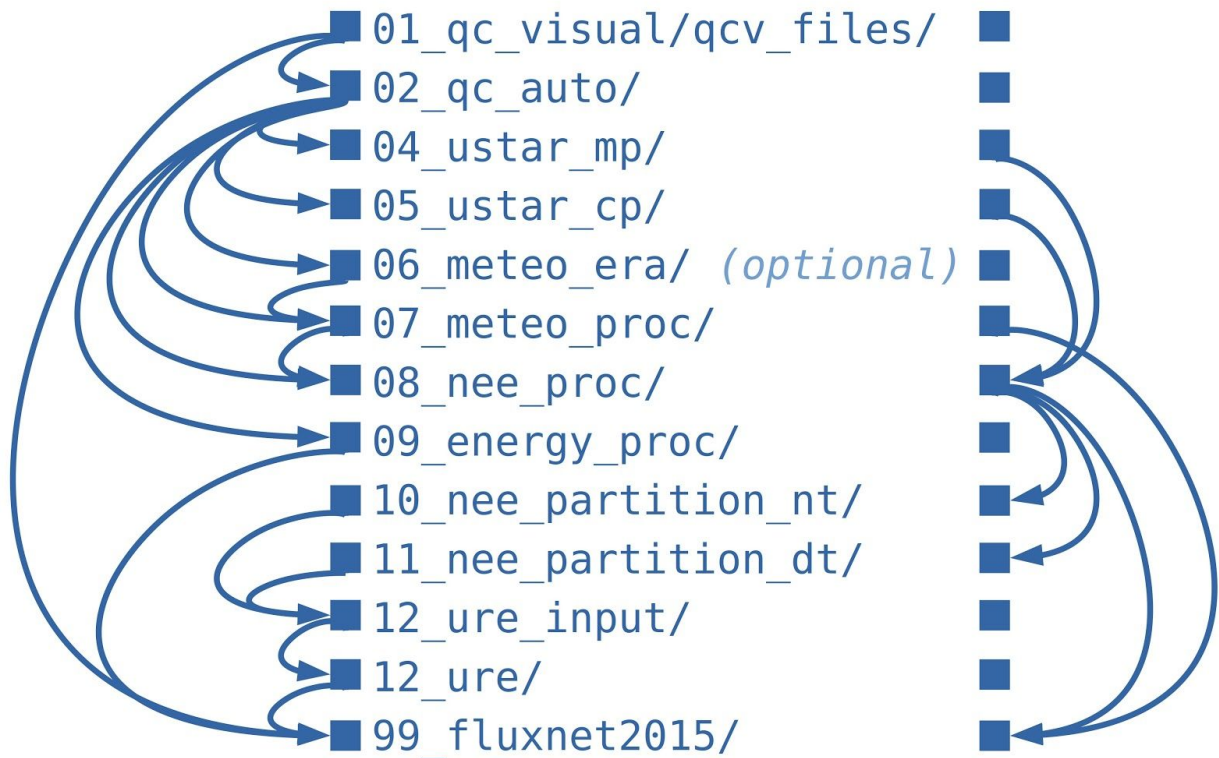 01_qc_visual/qcv_files/
02_qc_auto/
04_ustar_mp/
05_ustar_cp/
06_meteo_era/ (optional)
07_meteo_proc/
08_nee_proc/
09_energy_proc/
10_nee_partition_nt/
11_nee_partition_dt/
12_ure_input/
12_ure/
99_fluxnet2015/